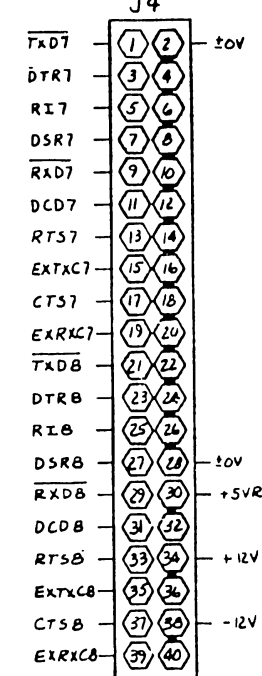 J4
TXD7 1 2 ±0V
DTR7 3 4
RI7 5 6
DSR7 7 8
RXD7 9 10
DCD7 11 12
RTS7 13 14
EXTXC7 15 16
CTS7 17 18
EXRXC7 19 20
TXD8 21 22
DTR8 23 24
RI8 25 26
DSR8 27 28 ±0V
RXD8 29 30 +5VR
DCD8 31 32
RTS8 33 34 +12V
EXTXC8 35 36
CTS8 37 38 -12V
EXRXC8 39 40